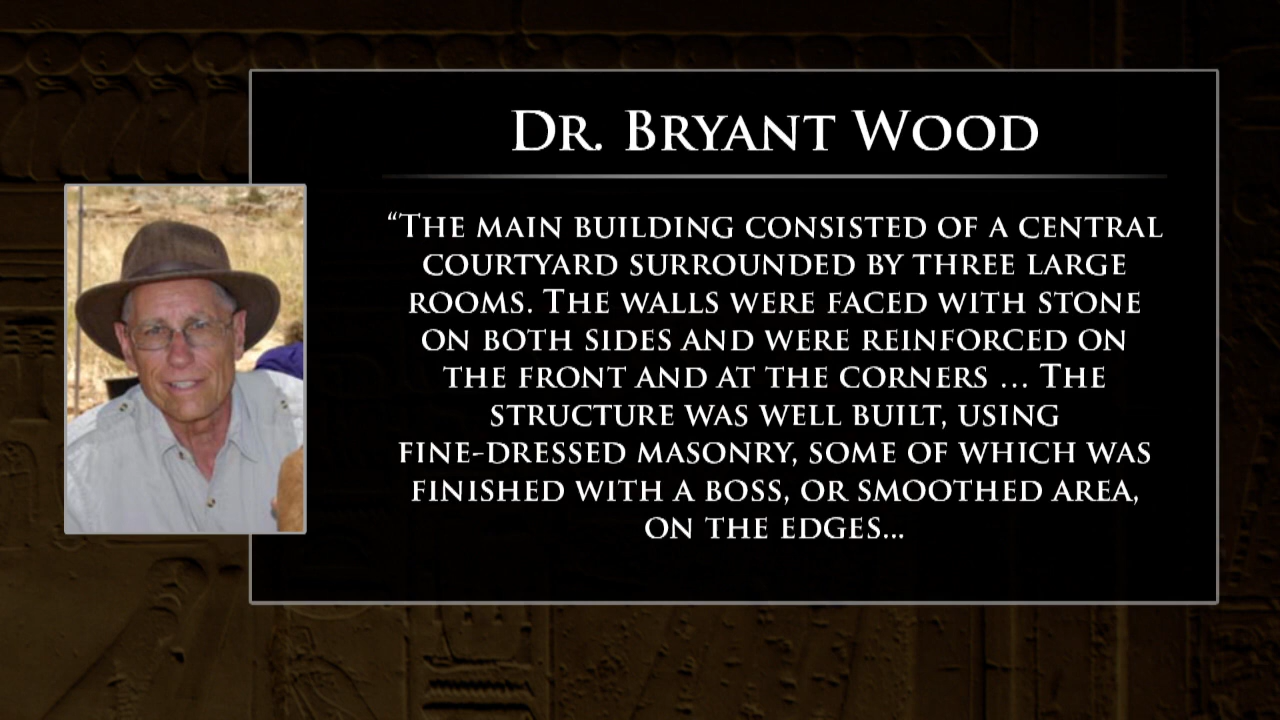 Dr. Bryant Wood
“The main building consisted of a central
courtyard surrounded by three large
rooms. The walls were faced with stone
on both sides and were reinforced on
the front and at the corners ... The
structure was well built, using
fine-dressed masonry, some of which was
finished with a boss, or smoothed area,
on the edges...